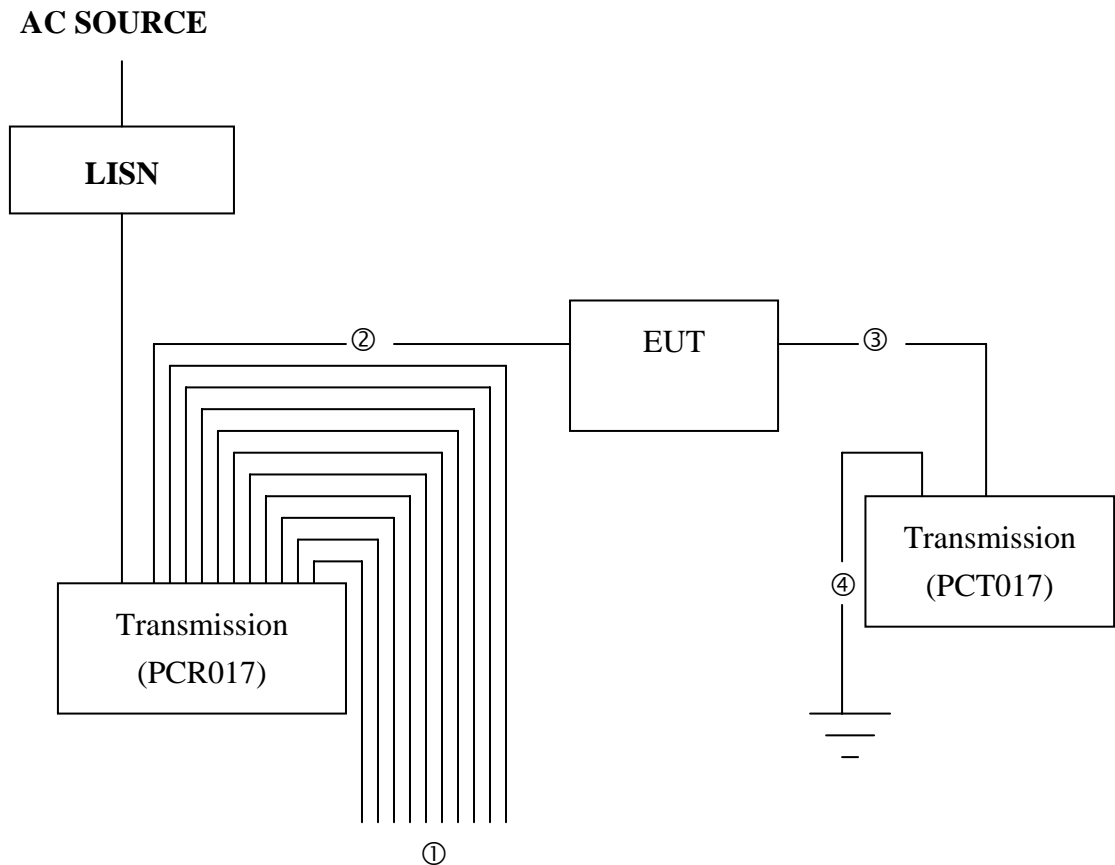 AC SOURCE
LISN
②
EUT
③
Transmission
(PCT017)
④
Transmission
(PCR017)
①